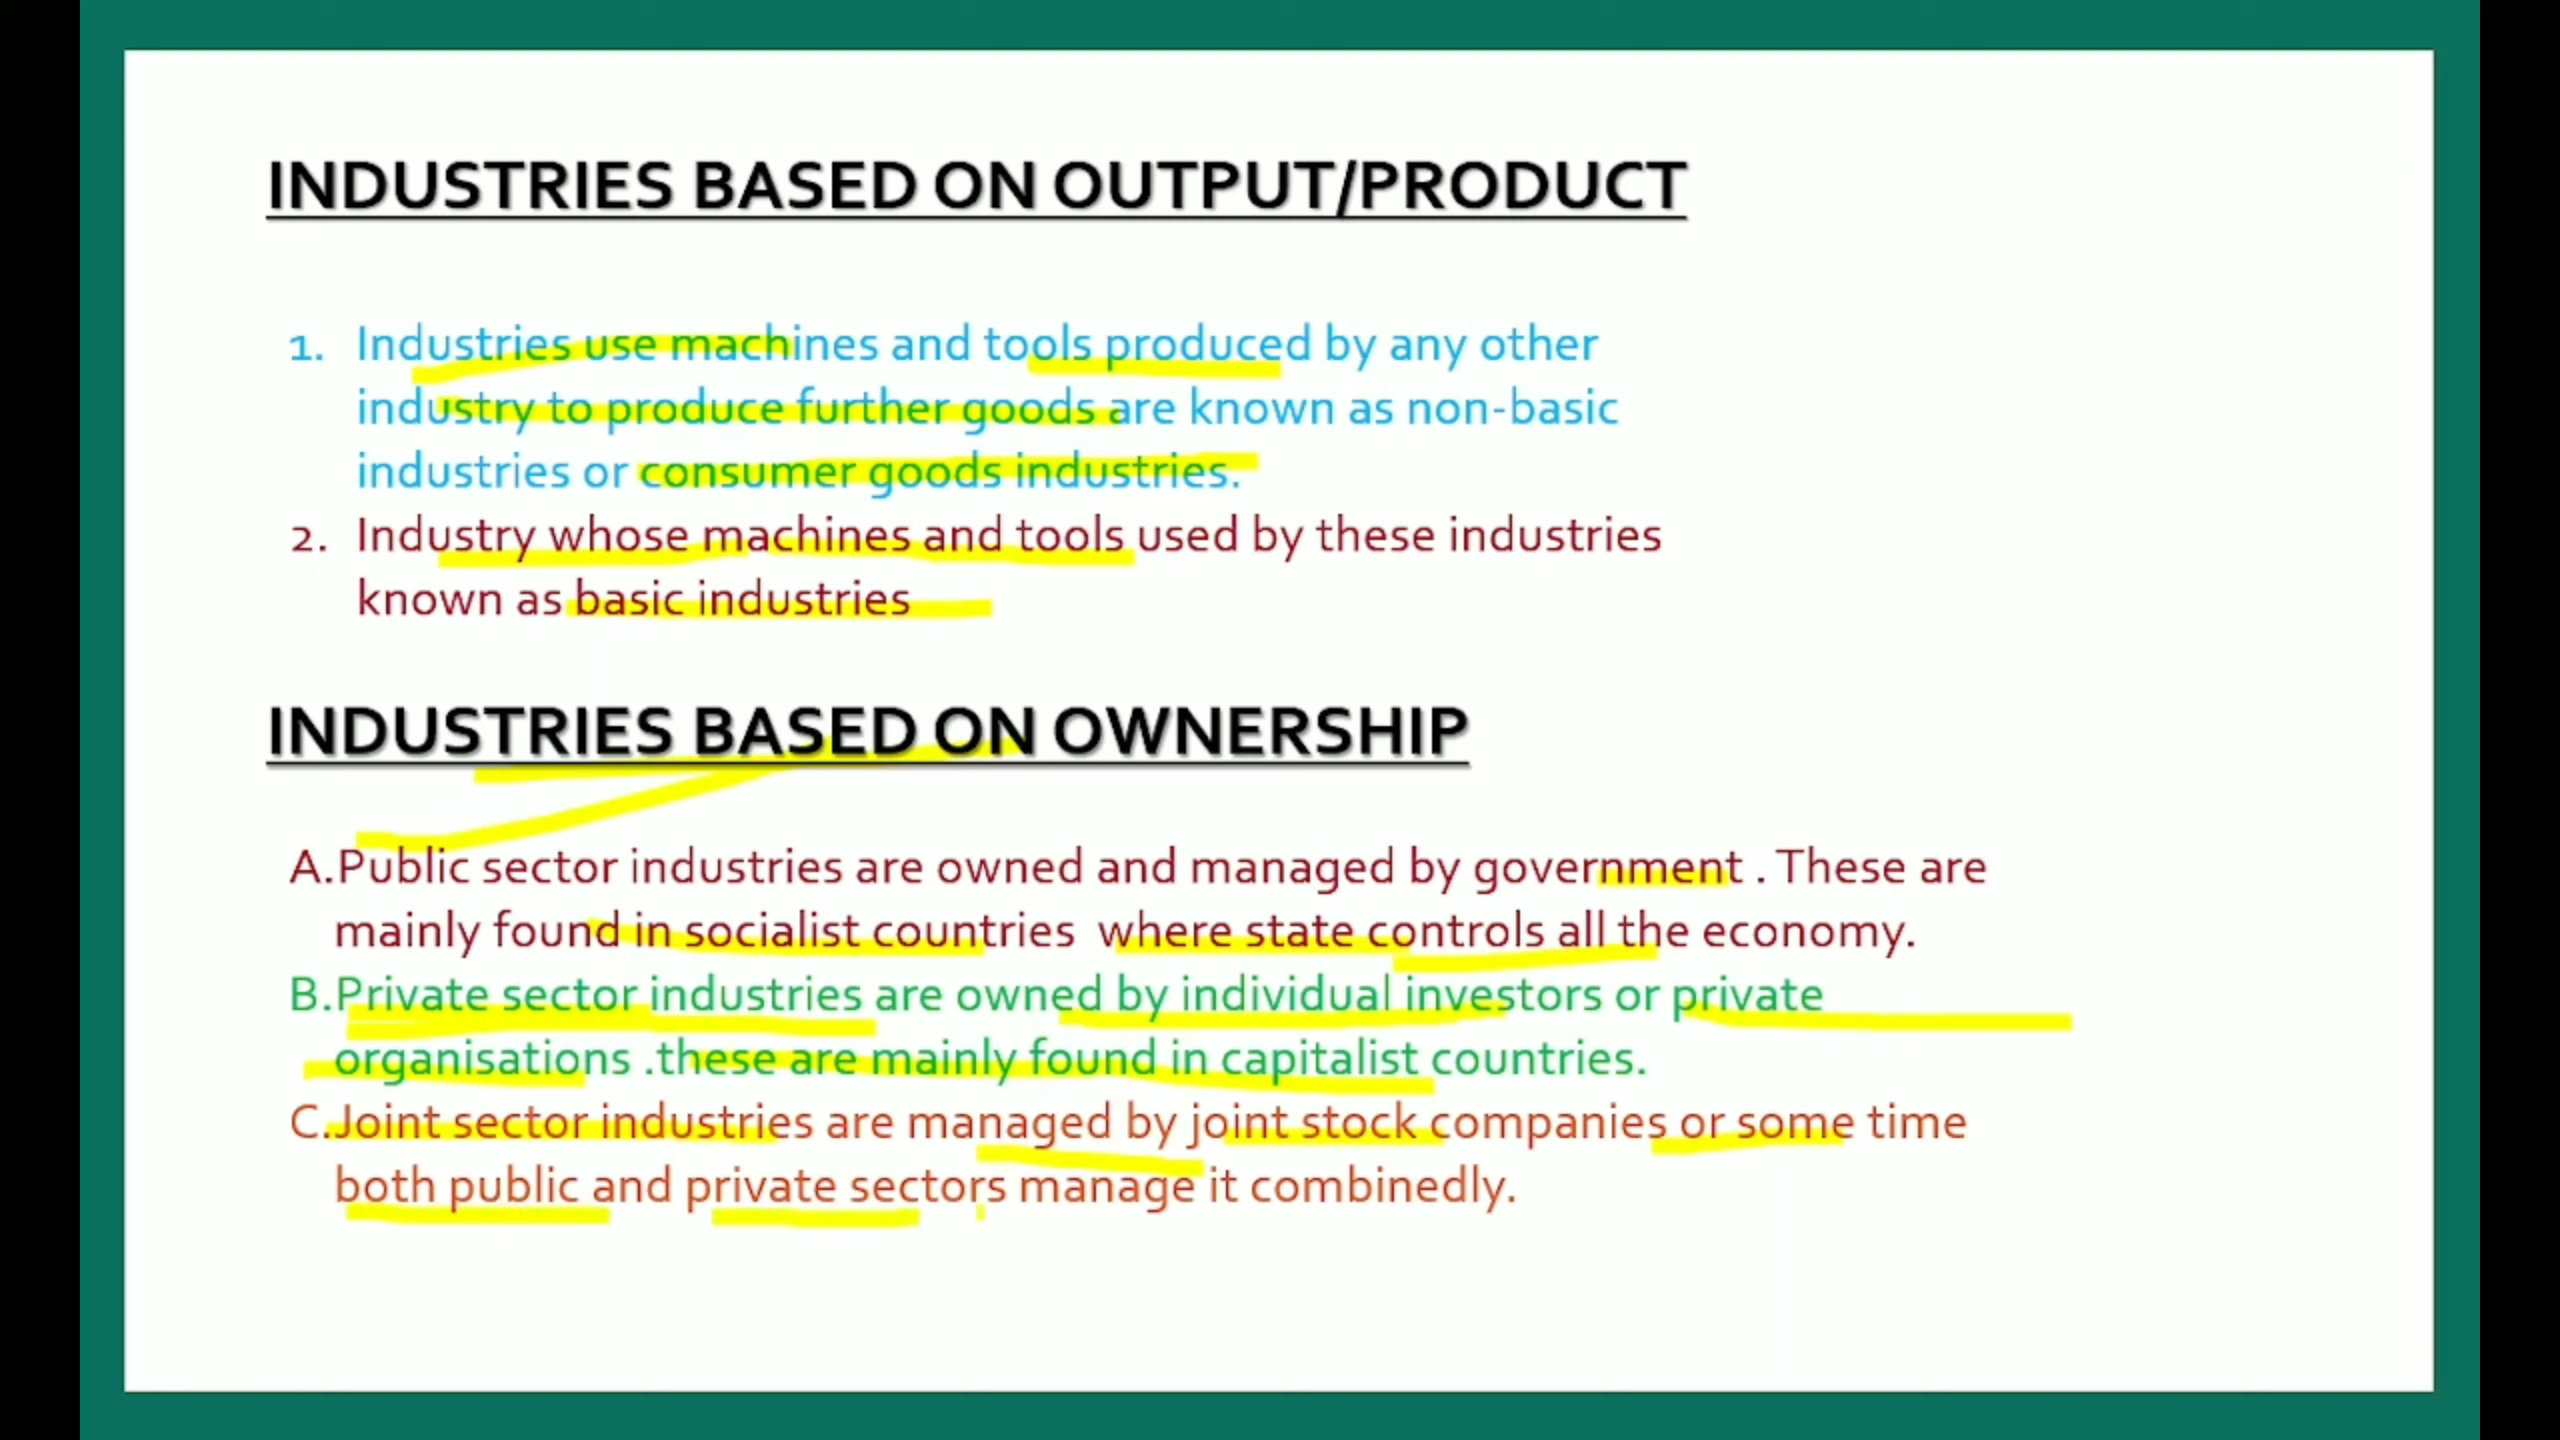 INDUSTRIES BASED ON OUTPUT/PRODUCT
1. Industries use machines and tools produced by any other
industry to produce further goods are known as non-basic
industries or consumer goods industries.
2. Industry whose machines and tools used by these industries
known as basic industries
INDUSTRIES BASED ON OWNERSHIP
A.Public sector industries are owned and managed by government . These are
mainly found in socialist countries  where state controls all the economy.
B.Private sector industries are owned by individual investors or private
organisations .these are mainly found in capitalist countries.
C.Joint sector industries are managed by joint stock companies or some time
both public and private sectors manage it combinedly.